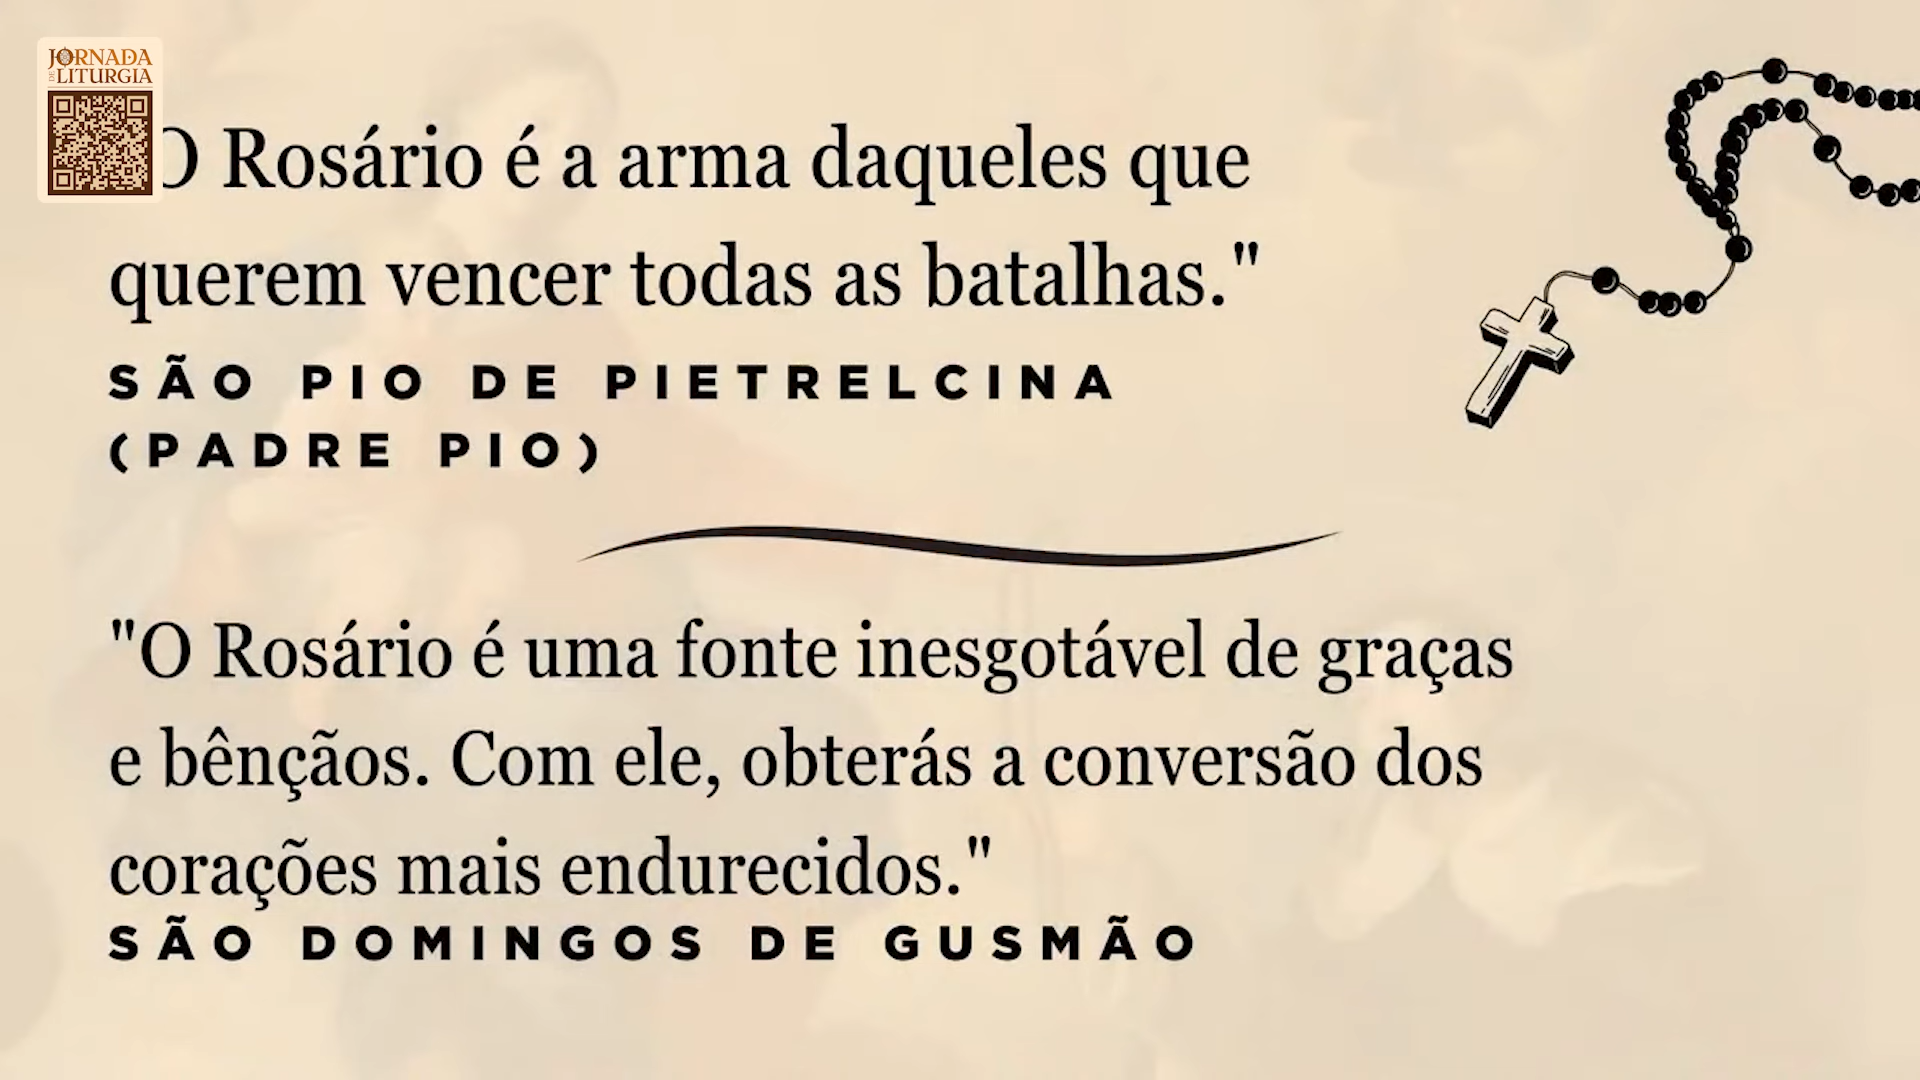 JORNADA
DE LITURGIA
O Rosário é a arma daqueles que
querem vencer todas as batalhas."
SÃO PIO DE PIETRELCINA
(PADRE PIO)
"O Rosário é uma fonte inesgotável de graças
e bênçãos. Com ele, obterás a conversão dos
corações mais endurecidos."
SÃO DOMINGOS DE GUSMÃO